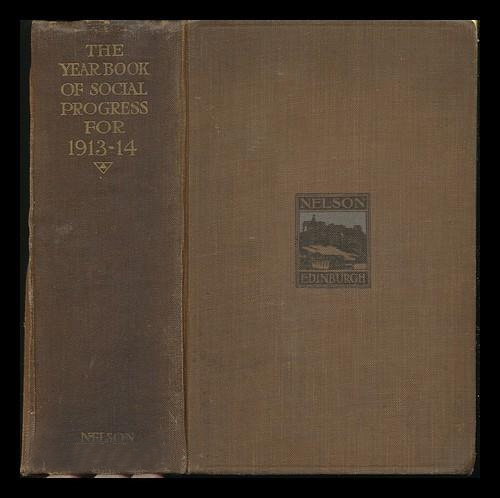 THE
YEAR BOOK
OF SOCIAL
PROGRESS
FOR
1913-14
NELSON
NELSON
EDINBURGH